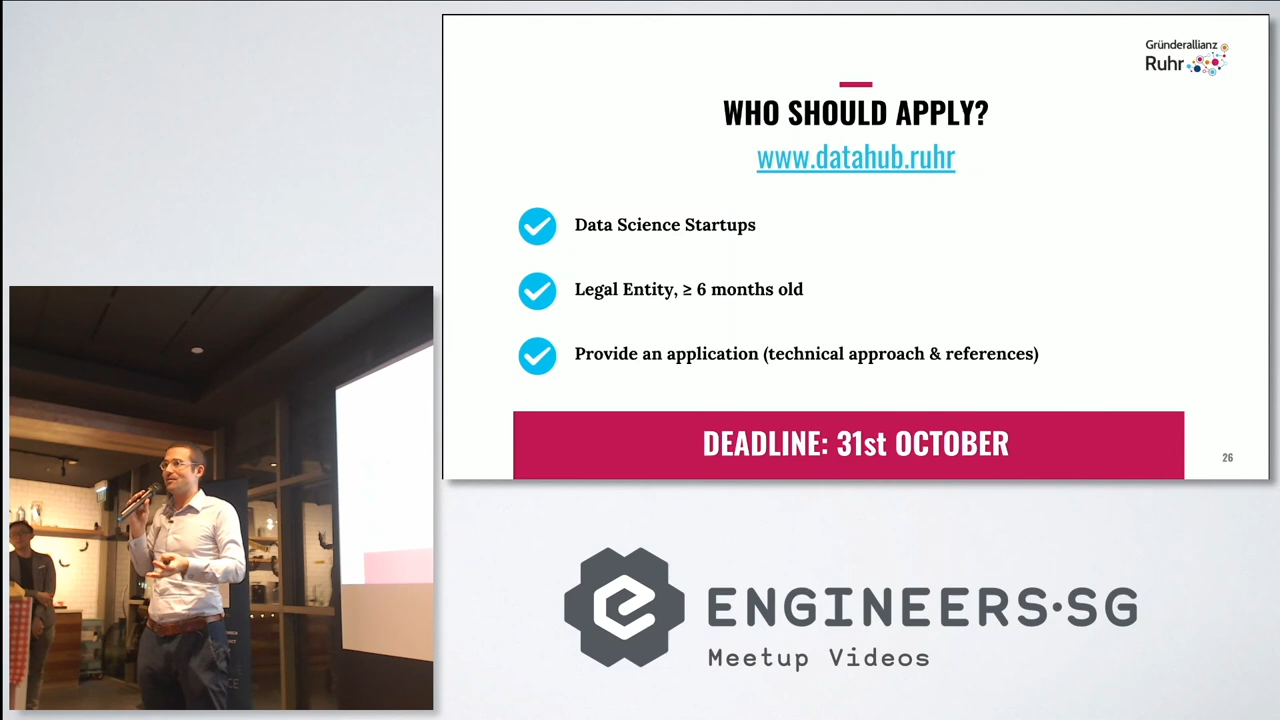 Gründerallianz
Ruhr
WHO SHOULD APPLY?
www.datahub.ruhr
Data Science Startups
Legal Entity, ≥ 6 months old
Provide an application (technical approach & references)
DEADLINE: 31st OCTOBER
26
ENGINEERS·SG
Meetup Videos